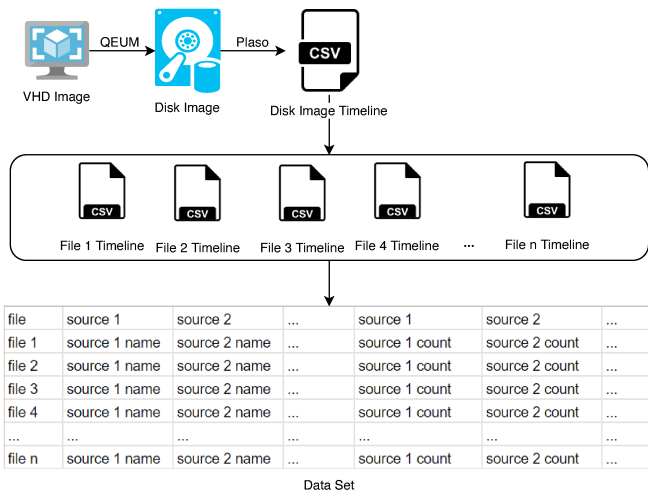 QEUM
Plaso
CSV
VHD Image
Disk Image
Disk Image Timeline
CSV CSV CSV CSV CSV
File 1 Timeline File 2 Timeline File 3 Timeline File 4 Timeline ... File n Timeline
file source 1 source 2 ... source 1 source 2 ...
file 1 source 1 name source 2 name ... source 1 count source 2 count ...
file 2 source 1 name source 2 name ... source 1 count source 2 count ...
file 3 source 1 name source 2 name ... source 1 count source 2 count ...
file 4 source 1 name source 2 name ... source 1 count source 2 count ...
... ... ... ... ... ... ...
file n source 1 name source 2 name ... source 1 count source 2 count ...
Data Set